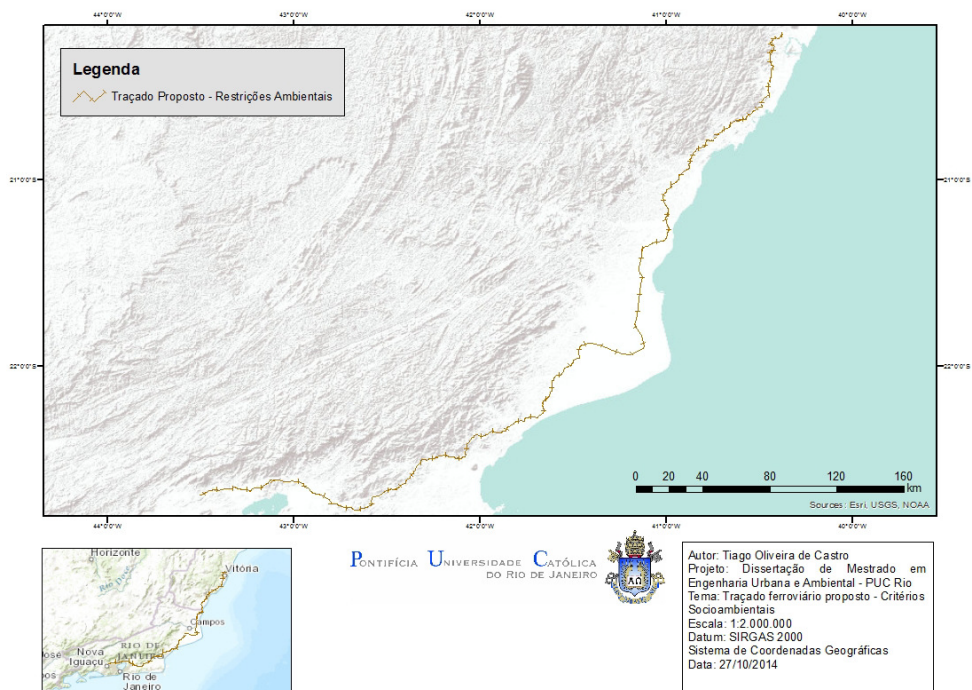 44°0'0"W 43°0'0"W 42°0'0"W 41°0'0"W 40°0'0"W
Legenda
Traçado Proposto - Restrições Ambientais
21°0'0"S 21°0'0"S
22°0'0"S 22°0'0"S
0 20 40 80 120 160
km
Sources: Esri, USGS, NOAA
44°0'0"W 43°0'0"W 42°0'0"W 41°0'0"W 40°0'0"W
Horizonte
Vitória
Campos
RIO DE
JANEIRO
Nova
Iguaçu
Rio de
Janeiro
PONTIFÍCIA UNIVERSIDADE CATÓLICA
DO RIO DE JANEIRO
Autor: Tiago Oliveira de Castro
Projeto: Dissertação de Mestrado em
Engenharia Urbana e Ambiental - PUC Rio
Tema: Traçado ferroviário proposto - Critérios
Socioambientais
Escala: 1:2.000.000
Datum: SIRGAS 2000
Sistema de Coordenadas Geográficas
Data: 27/10/2014